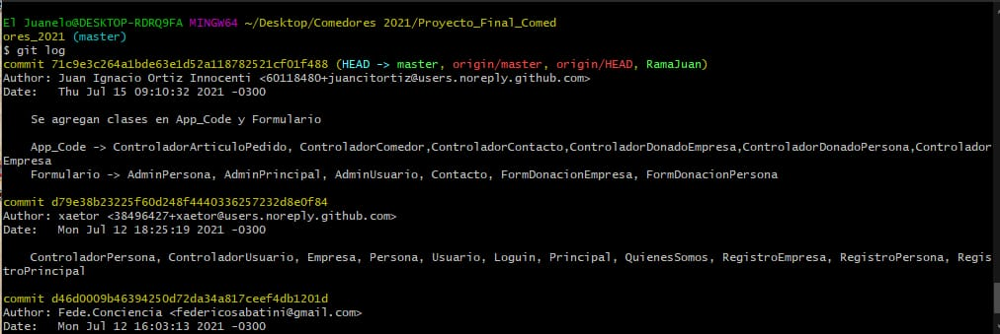 El Juanelo@DESKTOP-RDRQ9FA MINGW64 ~/Desktop/Comedores 2021/Proyecto_Final_Comed
ores_2021 (master)
$ git log
commit 71c9e3c264a1bde63e1d52a118782521cf01f488 (HEAD -> master, origin/master, origin/HEAD, RamaJuan)
Author: Juan Ignacio Ortiz Innocenti <60118480+juancitortiz@users.noreply.github.com>
Date:   Thu Jul 15 09:10:32 2021 -0300
Se agregan clases en App_Code y Formulario
App_Code -> ControladorArticuloPedido, ControladorComedor,ControladorContacto,ControladorDonadoEmpresa,ControladorDonadoPersona,Controlador
Empresa
Formulario -> AdminPersona, AdminPrincipal, AdminUsuario, Contacto, FormDonacionEmpresa, FormDonacionPersona
commit d79e38b23225f60d248f4440336257232d8e0f84
Author: xaetor <38496427+xaetor@users.noreply.github.com>
Date:   Mon Jul 12 18:25:19 2021 -0300
ControladorPersona, ControladorUsuario, Empresa, Persona, Usuario, Loguin, Principal, QuienesSomos, RegistroEmpresa, RegistroPersona, Regis
troPrincipal
commit d46d0009b46394250d72da34a817ceef4db1201d
Author: Fede.Conciencia <federicosabatini@gmail.com>
Date:   Mon Jul 12 16:03:13 2021 -0300